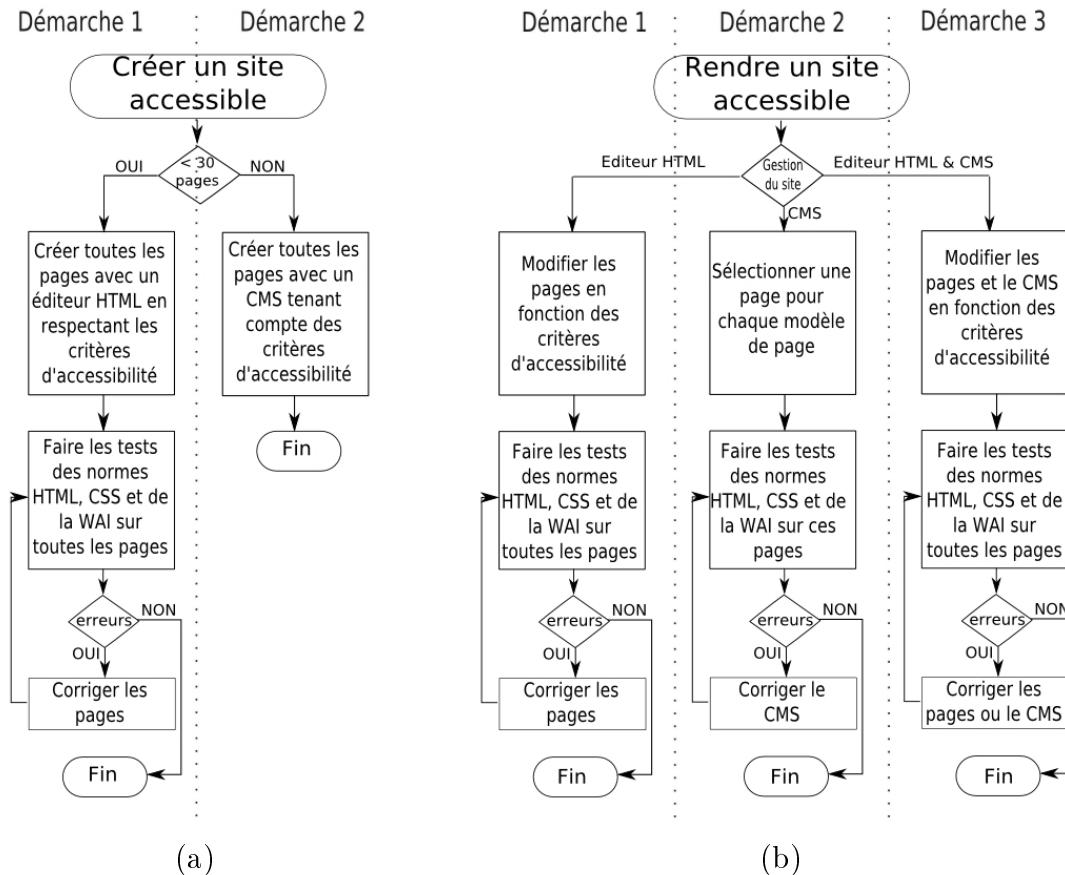 Démarche 1
Démarche 2
Créer un site
accessible
< 30
pages
OUI
NON
Créer toutes les
pages avec un
éditeur HTML en
respectant les
critères
d'accessibilité
Créer toutes les
pages avec un
CMS tenant
compte des
critères
d'accessibilité
Fin
Faire les tests
des normes
HTML, CSS et de
la WAI sur
toutes les pages
erreurs
NON
OUI
Corriger les
pages
Fin
(a)
Démarche 1
Démarche 2
Démarche 3
Rendre un site
accessible
Gestion
du site
Editeur HTML
Editeur HTML & CMS
CMS
Modifier les
pages en
fonction des
critères
d'accessibilité
Sélectionner une
page pour
chaque modèle
de page
Modifier les
pages et le CMS
en fonction des
critères
d'accessibilité
Faire les tests
des normes
HTML, CSS et de
la WAI sur
toutes les pages
Faire les tests
des normes
HTML, CSS et de
la WAI sur ces
pages
Faire les tests
des normes
HTML, CSS et de
la WAI sur
toutes les pages
erreurs
NON
OUI
erreurs
NON
OUI
erreurs
NON
OUI
Corriger les
pages
Corriger le
CMS
Corriger les
pages ou le CMS
Fin
Fin
Fin
(b)